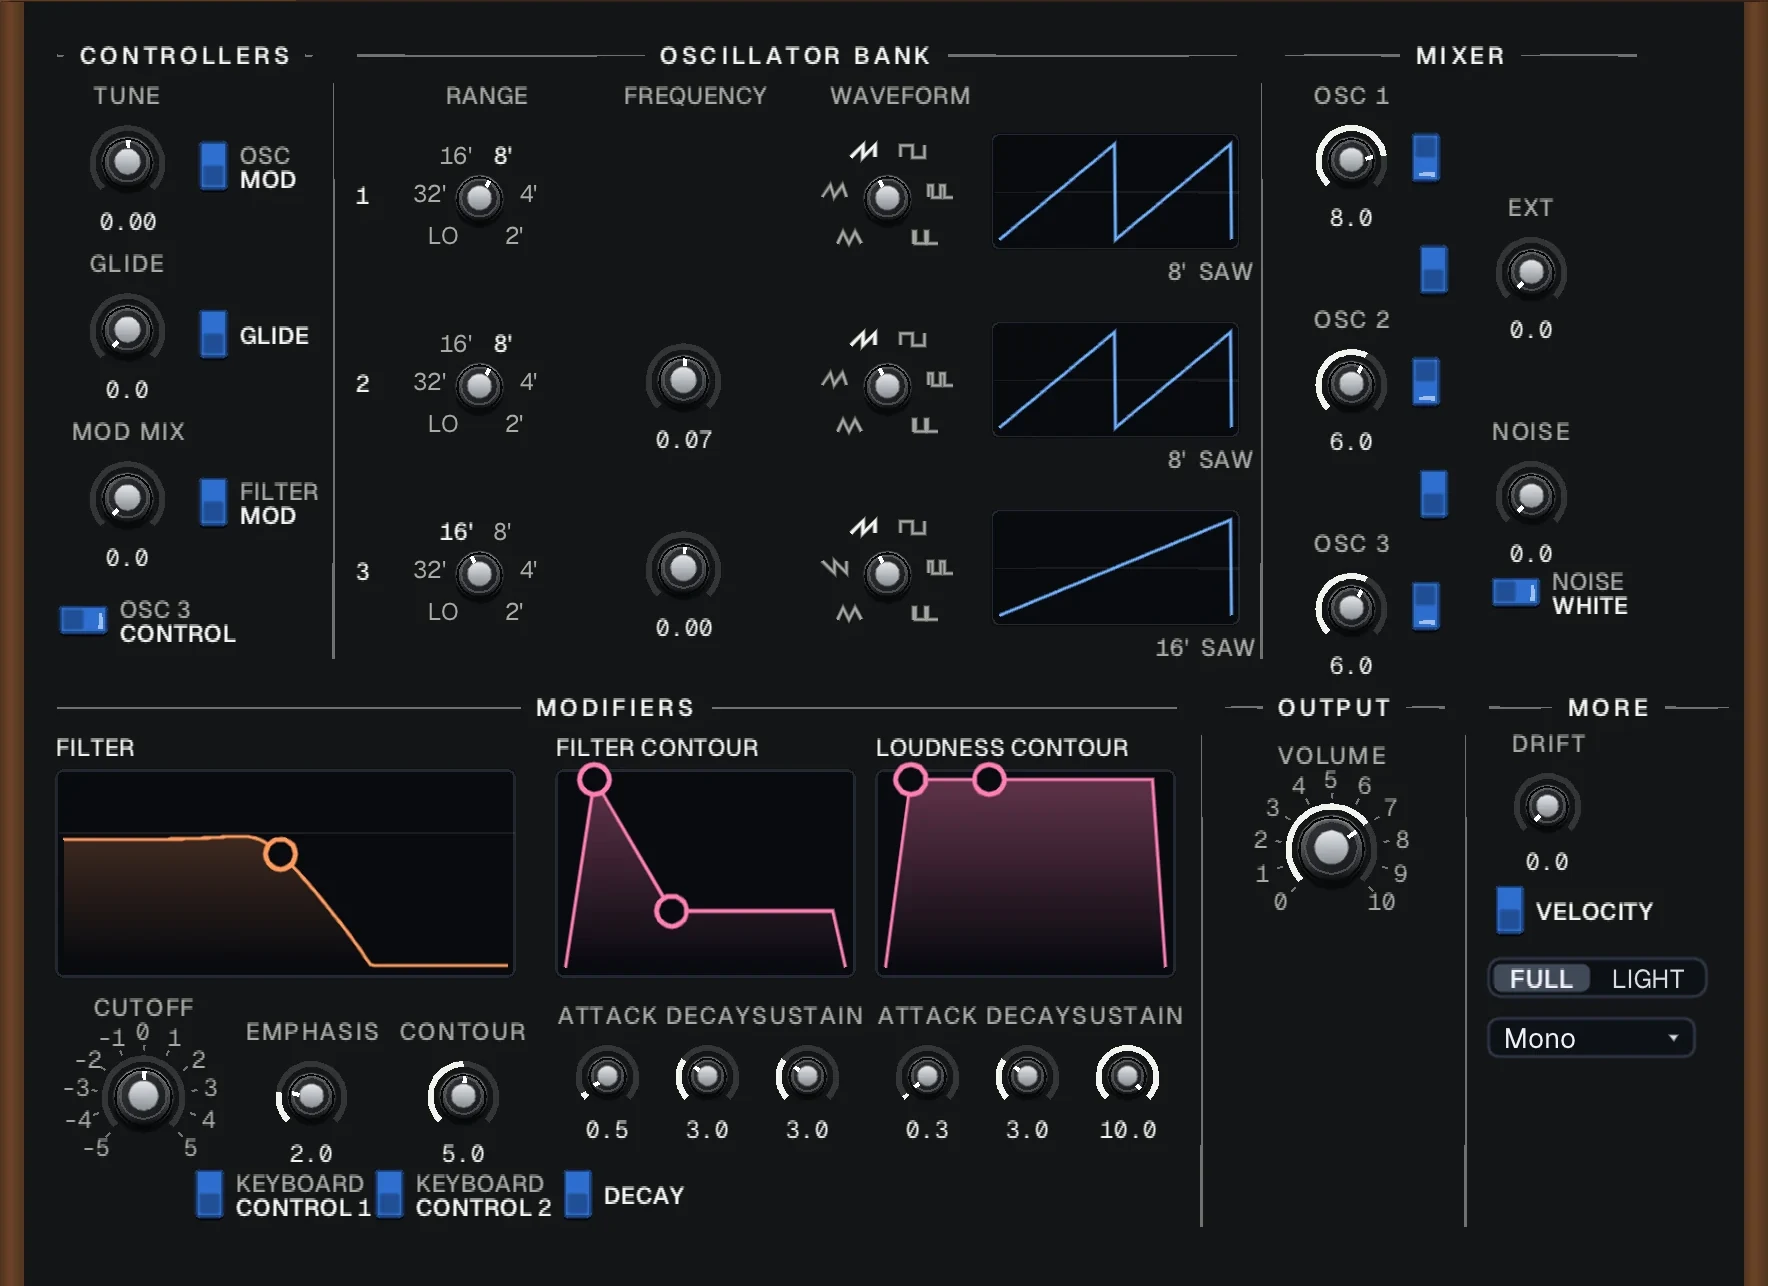 CONTROLLERS
OSCILLATOR BANK
MIXER
TUNE
OSC
MOD
0.00
GLIDE
GLIDE
0.0
MOD MIX
FILTER
MOD
0.0
OSC 3
CONTROL
RANGE
FREQUENCY
WAVEFORM
1
16' 8'
32' 4'
LO 2'
8' SAW
2
16' 8'
32' 4'
LO 2'
0.07
8' SAW
3
16' 8'
32' 4'
LO 2'
0.00
16' SAW
OSC 1
8.0
EXT
0.0
OSC 2
6.0
NOISE
0.0
OSC 3
6.0
NOISE
WHITE
MODIFIERS
OUTPUT
MORE
FILTER
FILTER CONTOUR
LOUDNESS CONTOUR
CUTOFF
-5 -4 -3 -2 -1 0 1 2 3 4 5
EMPHASIS
2.0
CONTOUR
5.0
ATTACK DECAY SUSTAIN
0.5 3.0 3.0
ATTACK DECAY SUSTAIN
0.3 3.0 10.0
KEYBOARD
CONTROL 1
KEYBOARD
CONTROL 2
DECAY
VOLUME
0 1 2 3 4 5 6 7 8 9 10
DRIFT
0.0
VELOCITY
FULL LIGHT
Mono